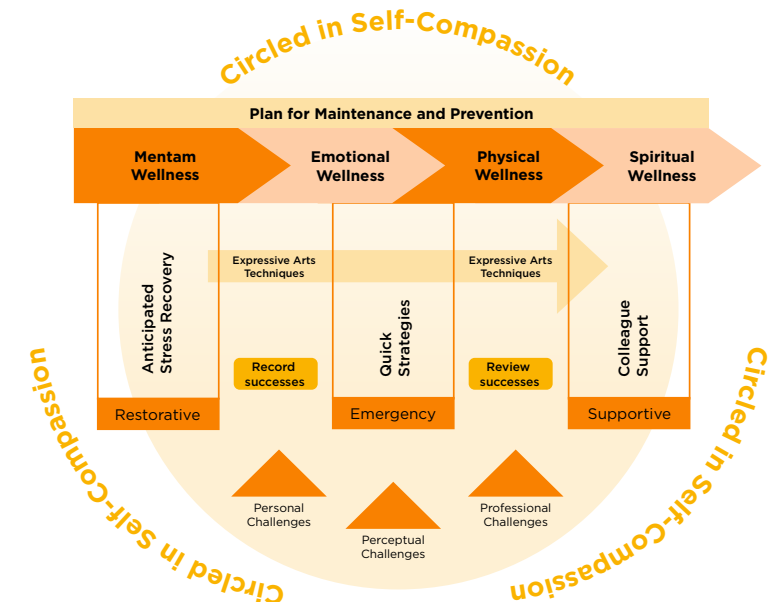 Circled in Self-Compassion
Plan for Maintenance and Prevention
Mentam
Wellness
Emotional
Wellness
Physical
Wellness
Spiritual
Wellness
Expressive Arts
Techniques
Expressive Arts
Techniques
Anticipated
Stress Recovery
Quick
Strategies
Colleague
Support
Record
successes
Review
successes
Restorative
Emergency
Supportive
Personal
Challenges
Perceptual
Challenges
Professional
Challenges
Circled in Self-Compassion
Circled in Self-Compassion